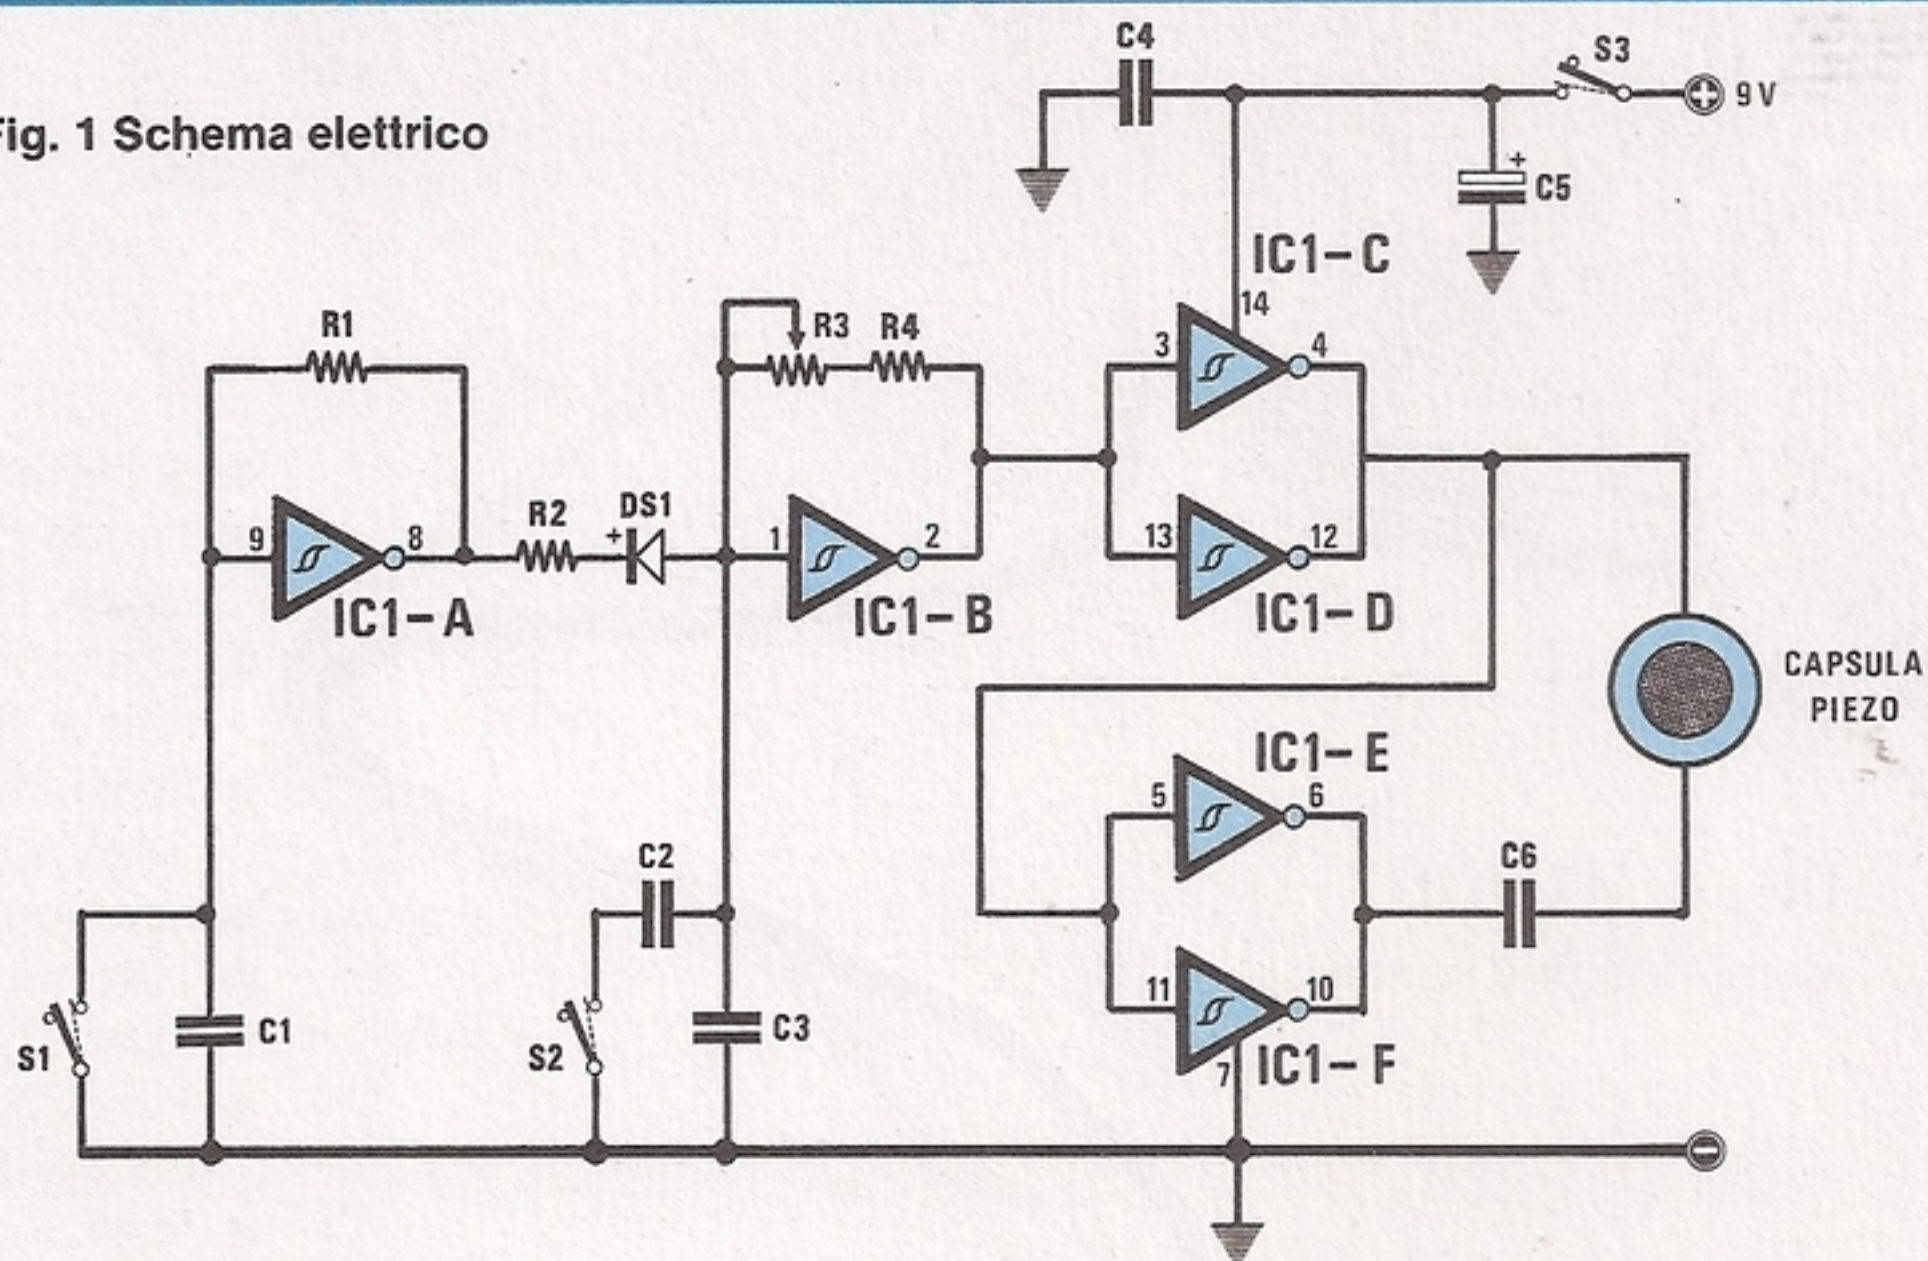 Fig. 1 Schema elettrico
C4
S3
9 V
+
C5
IC1-C
14
R1
R3
R4
3
4
9
8
R2
+
DS1
1
2
13
12
IC1-A
IC1-B
IC1-D
CAPSULA
PIEZO
IC1-E
5
6
C2
C6
11
10
S1
C1
S2
C3
7
IC1-F